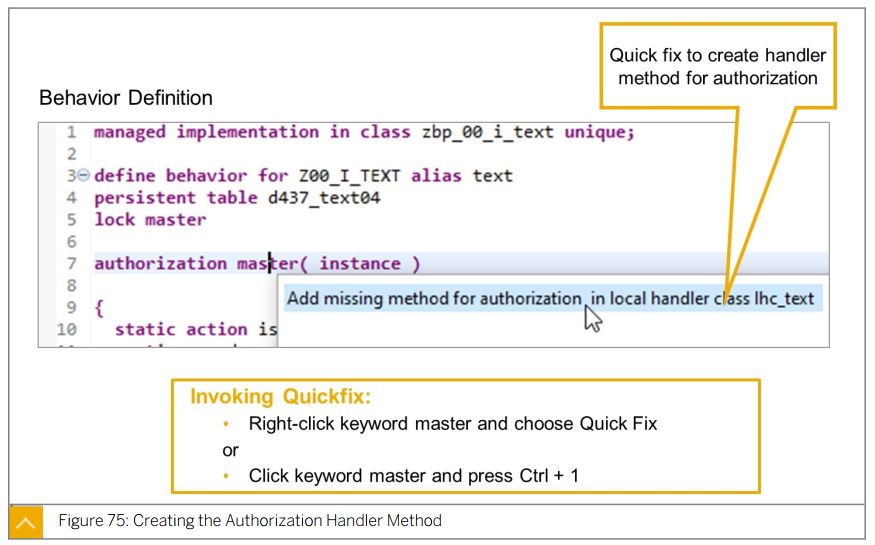 Quick fix to create handler
method for authorization
Behavior Definition
1 managed implementation in class zbp_00_i_text unique;
2
3 define behavior for Z00_I_TEXT alias text
4 persistent table d437_text04
5 lock master
6
7 authorization master( instance )
8
Add missing method for authorization in local handler class lhc_text
9 {
10 static action is
Invoking Quickfix:
• Right-click keyword master and choose Quick Fix
or
• Click keyword master and press Ctrl + 1
Figure 75: Creating the Authorization Handler Method